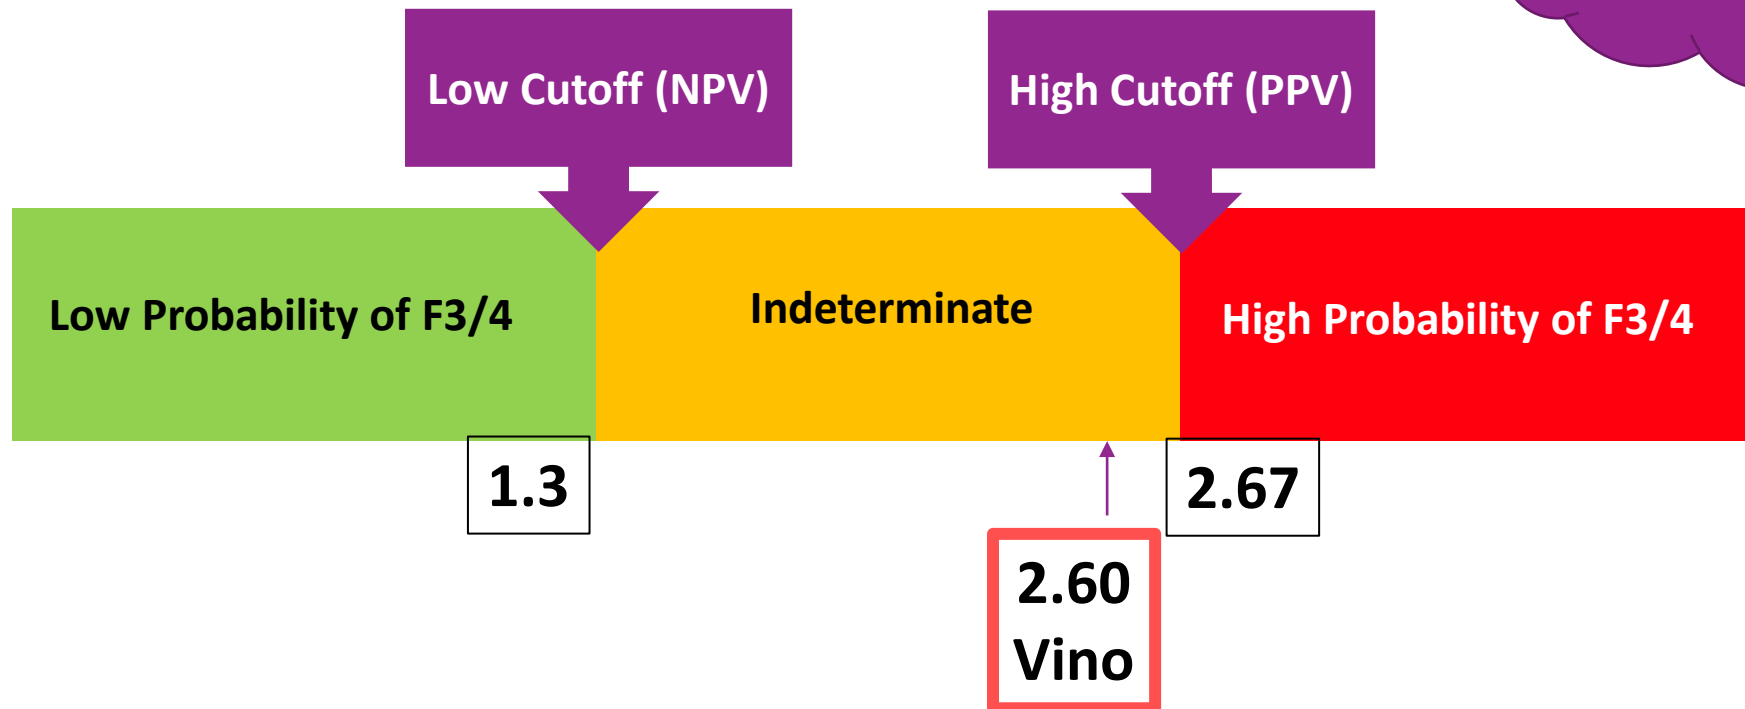 Low Cutoff (NPV)
High Cutoff (PPV)
Low Probability of F3/4
Indeterminate
High Probability of F3/4
1.3
2.67
2.60
Vino